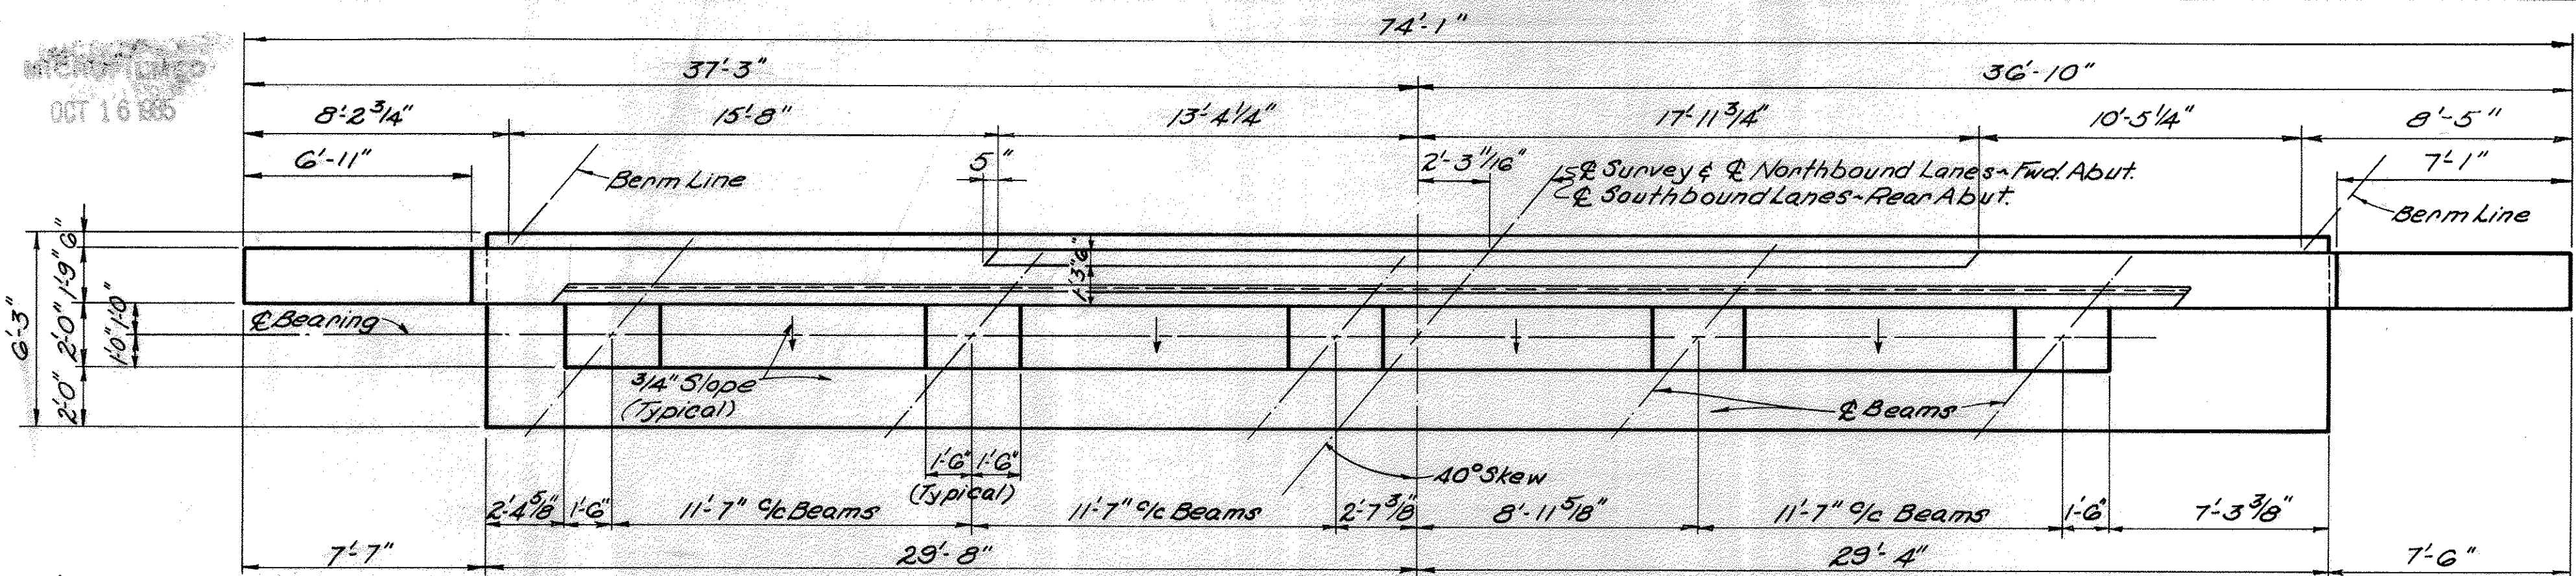 74'-1"
37'-3"
36'-10"
MICROFILMED
OCT 16 1985
8'-2 3/4"
15'-8"
13'-4 1/4"
17'-11 3/4"
10'-5 1/4"
8'-5"
6'-11"
5"
2'-3 11/16"
7'-1"
Berm Line
℄ Survey & ℄ Northbound Lanes~Fwd. Abut.
℄ Southbound Lanes~Rear Abut.
Berm Line
6"
1'-9"
2'-0"
2'-0"
6'-3"
1'-0"
1'-0"
6"
1'-3"
℄ Bearing
3/4" Slope
(Typical)
℄ Beams
1'-6" 1'-6"
(Typical)
40° Skew
2'-4 5/8"
1'-6"
11'-7" c/c Beams
11'-7" c/c Beams
2'-7 3/8"
8'-11 5/8"
11'-7" c/c Beams
1'-6"
7'-3 3/8"
7'-7"
29'-8"
29'-4"
7'-6"